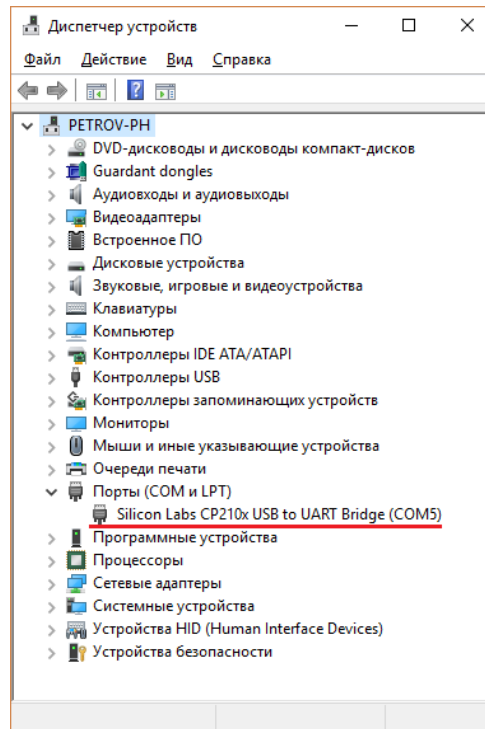 Диспетчер устройств
Файл Действие Вид Справка
PETROV-PH
DVD-дисководы и дисководы компакт-дисков
Guardant dongles
Аудиовходы и аудиовыходы
Видеоадаптеры
Встроенное ПО
Дисковые устройства
Звуковые, игровые и видеоустройства
Клавиатуры
Компьютер
Контроллеры IDE ATA/ATAPI
Контроллеры USB
Контроллеры запоминающих устройств
Мониторы
Мыши и иные указывающие устройства
Очереди печати
Порты (COM и LPT)
Silicon Labs CP210x USB to UART Bridge (COM5)
Программные устройства
Процессоры
Сетевые адаптеры
Системные устройства
Устройства HID (Human Interface Devices)
Устройства безопасности